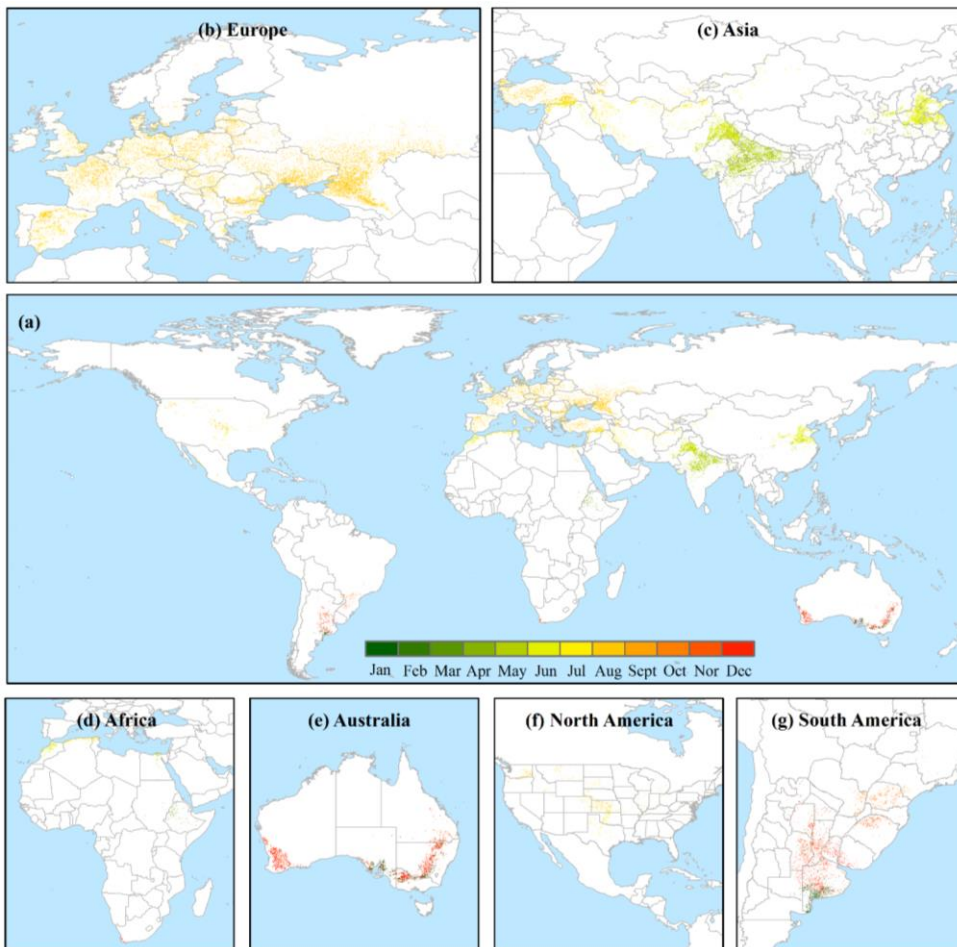 (b) Europe
(c) Asia
(a)
Jan Feb Mar Apr May Jun Jul Aug Sept Oct Nor Dec
(d) Africa
(e) Australia
(f) North America
(g) South America